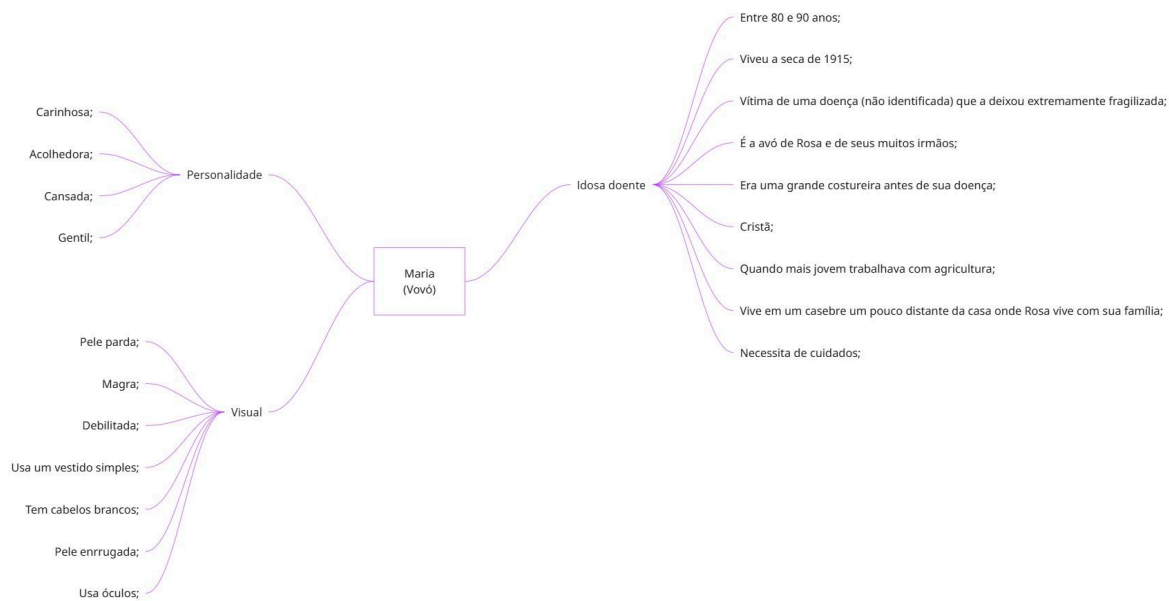 Maria
(Vovó)
Personalidade
Carinhosa;
Acolhedora;
Cansada;
Gentil;
Visual
Pele parda;
Magra;
Debilitada;
Usa um vestido simples;
Tem cabelos brancos;
Pele enrrugada;
Usa óculos;
Idosa doente
Entre 80 e 90 anos;
Viveu a seca de 1915;
Vítima de uma doença (não identificada) que a deixou extremamente fragilizada;
É a avó de Rosa e de seus muitos irmãos;
Era uma grande costureira antes de sua doença;
Cristã;
Quando mais jovem trabalhava com agricultura;
Vive em um casebre um pouco distante da casa onde Rosa vive com sua família;
Necessita de cuidados;